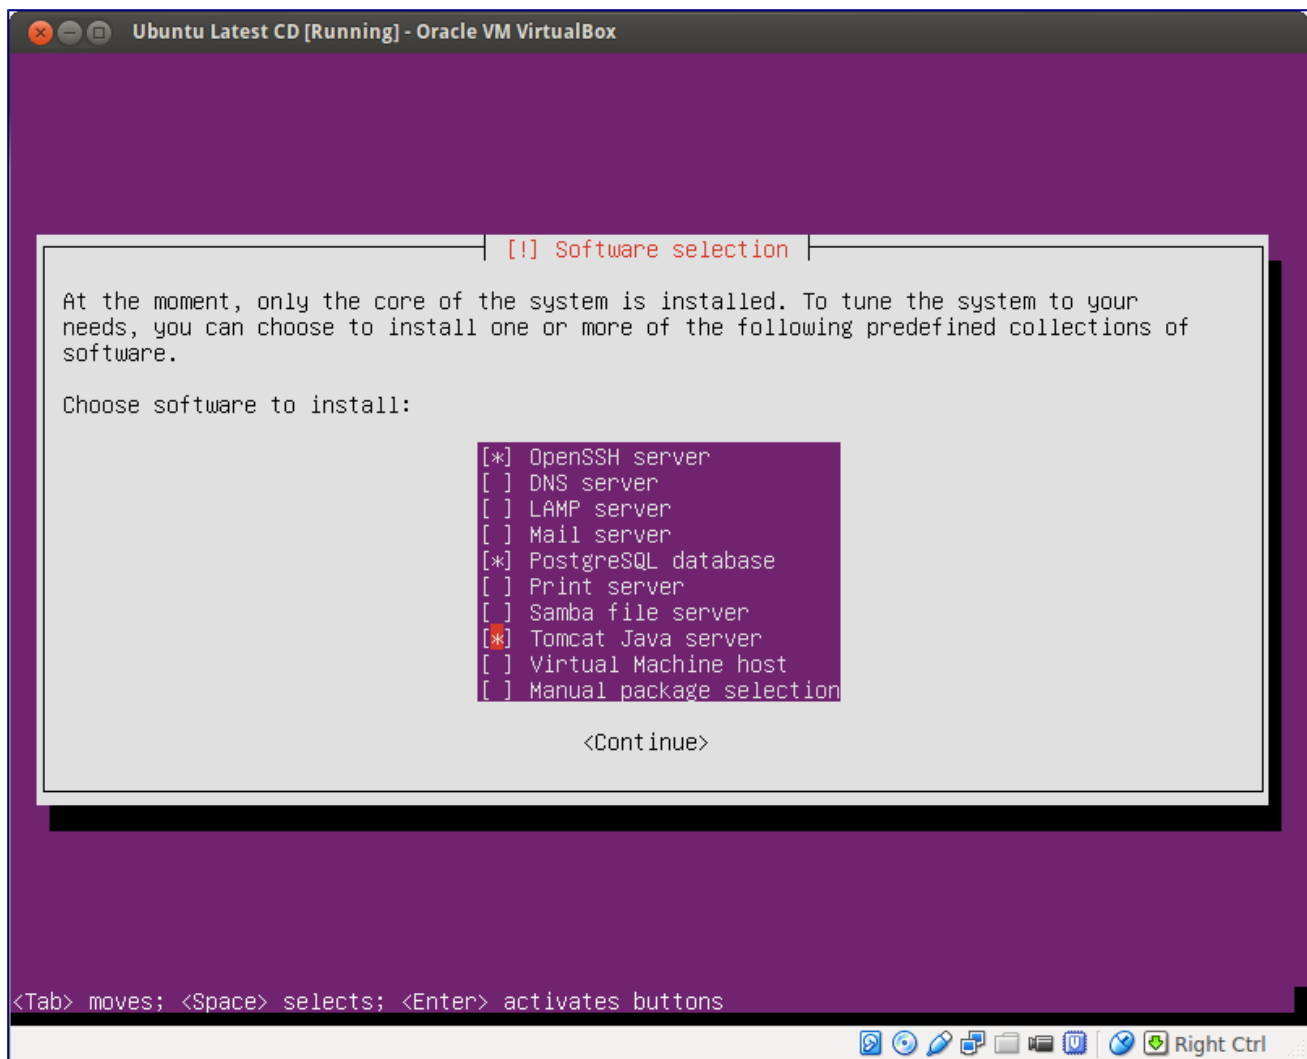 Ubuntu Latest CD [Running] - Oracle VM VirtualBox
[!] Software selection
At the moment, only the core of the system is installed. To tune the system to your
needs, you can choose to install one or more of the following predefined collections of
software.
Choose software to install:
[*] OpenSSH server
[ ] DNS server
[ ] LAMP server
[ ] Mail server
[*] PostgreSQL database
[ ] Print server
[ ] Samba file server
[*] Tomcat Java server
[ ] Virtual Machine host
[ ] Manual package selection
<Continue>
<Tab> moves; <Space> selects; <Enter> activates buttons
Right Ctrl